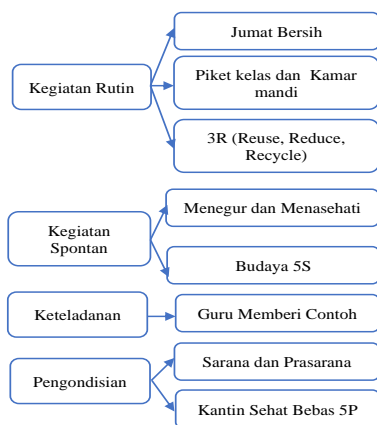 Kegiatan Rutin
Jumat Bersih
Piket kelas dan Kamar
mandi
3R (Reuse, Reduce,
Recycle)
Kegiatan
Spontan
Menegur dan Menasehati
Budaya 5S
Keteladanan
Guru Memberi Contoh
Pengondisian
Sarana dan Prasarana
Kantin Sehat Bebas 5P